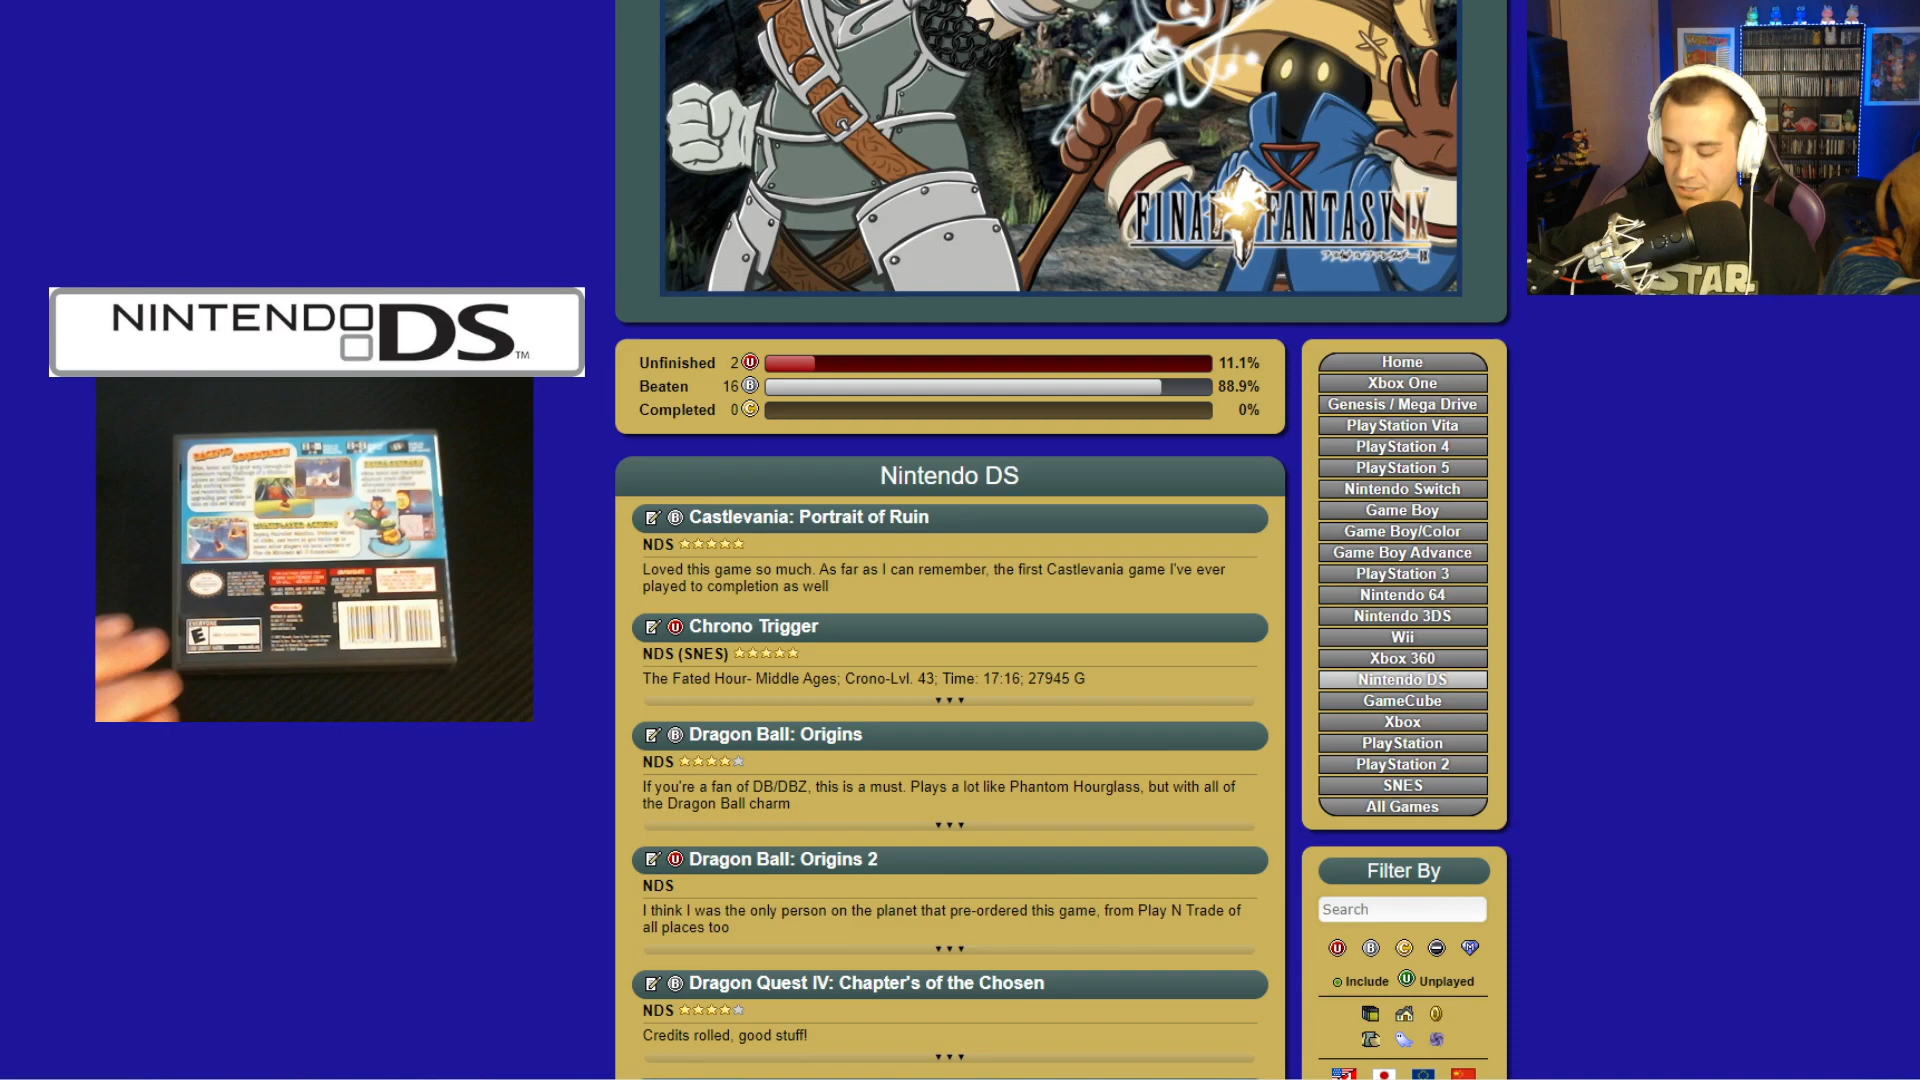 FINAL FANTASY IX
NINTENDO DS™
STAR
Unfinished 2 U 11.1%
Beaten 16 B 88.9%
Completed 0 C 0%
Nintendo DS
B Castlevania: Portrait of Ruin
NDS
Loved this game so much. As far as I can remember, the first Castlevania game I've ever
played to completion as well
U Chrono Trigger
NDS (SNES)
The Fated Hour- Middle Ages; Crono-Lvl. 43; Time: 17:16; 27945 G
B Dragon Ball: Origins
NDS
If you're a fan of DB/DBZ, this is a must. Plays a lot like Phantom Hourglass, but with all of
the Dragon Ball charm
U Dragon Ball: Origins 2
NDS
I think I was the only person on the planet that pre-ordered this game, from Play N Trade of
all places too
B Dragon Quest IV: Chapter's of the Chosen
NDS
Credits rolled, good stuff!
Home
Xbox One
Genesis / Mega Drive
PlayStation Vita
PlayStation 4
PlayStation 5
Nintendo Switch
Game Boy
Game Boy/Color
Game Boy Advance
PlayStation 3
Nintendo 64
Nintendo 3DS
Wii
Xbox 360
Nintendo DS
GameCube
Xbox
PlayStation
PlayStation 2
SNES
All Games
Filter By
Search
U B C M
Include U Unplayed
EVERYONE
E